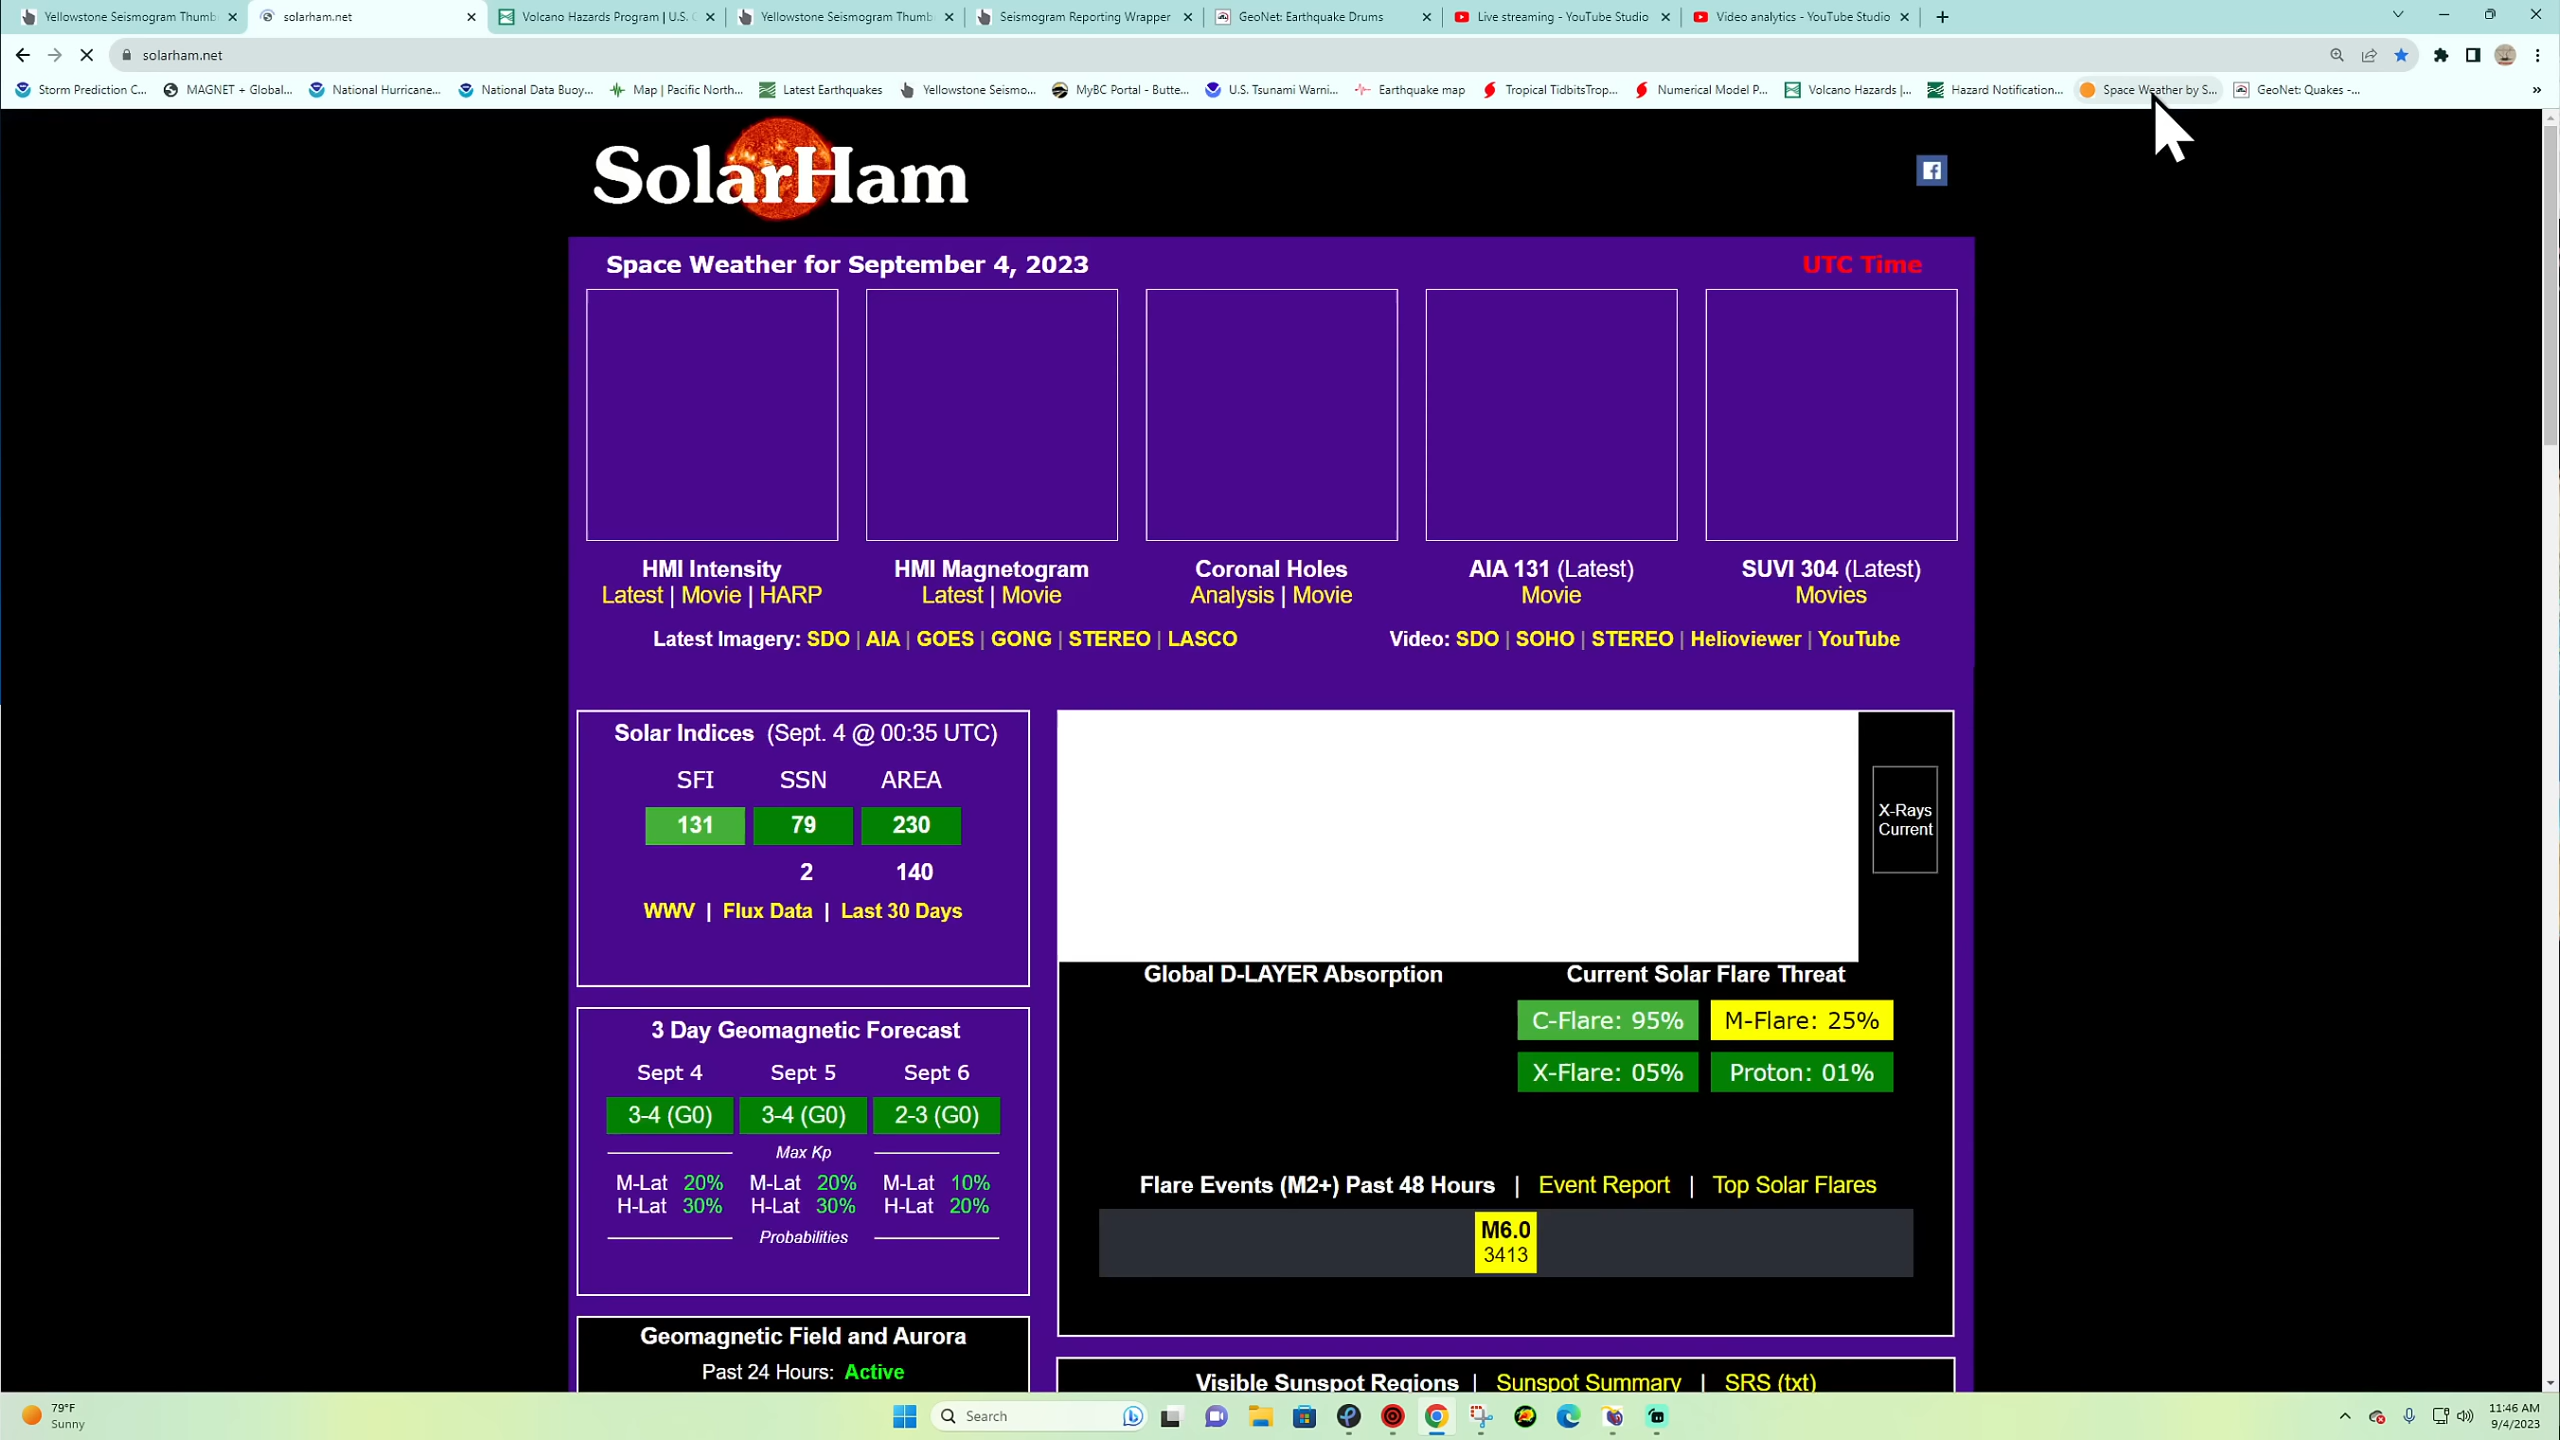 Yellowstone Seismogram Thumb
solarham.net
Volcano Hazards Program | U.S. G
Yellowstone Seismogram Thumb
Seismogram Reporting Wrapper
GeoNet: Earthquake Drums
Live streaming - YouTube Studio
Video analytics - YouTube Studio
solarham.net
Storm Prediction C...
MAGNET + Global...
National Hurricane...
National Data Buoy...
Map | Pacific North...
Latest Earthquakes
Yellowstone Seismo...
MyBC Portal - Butte...
U.S. Tsunami Warni...
Earthquake map
Tropical TidbitsTrop...
Numerical Model P...
Volcano Hazards |...
Hazard Notification...
Space Weather by S...
GeoNet: Quakes -...
SolarHam
Space Weather for September 4, 2023
UTC Time
HMI Intensity
Latest | Movie | HARP
HMI Magnetogram
Latest | Movie
Coronal Holes
Analysis | Movie
AIA 131 (Latest)
Movie
SUVI 304 (Latest)
Movies
Latest Imagery: SDO | AIA | GOES | GONG | STEREO | LASCO
Video: SDO | SOHO | STEREO | Helioviewer | YouTube
Solar Indices (Sept. 4 @ 00:35 UTC)
SFI SSN AREA
131 79 230
2 140
WWV | Flux Data | Last 30 Days
X-Rays
Current
Global D-LAYER Absorption
Current Solar Flare Threat
C-Flare: 95% M-Flare: 25%
X-Flare: 05% Proton: 01%
3 Day Geomagnetic Forecast
Sept 4 Sept 5 Sept 6
3-4 (G0) 3-4 (G0) 2-3 (G0)
Max Kp
M-Lat 20% M-Lat 20% M-Lat 10%
H-Lat 30% H-Lat 30% H-Lat 20%
Probabilities
Flare Events (M2+) Past 48 Hours | Event Report | Top Solar Flares
M6.0
3413
Geomagnetic Field and Aurora
Past 24 Hours: Active
Visible Sunspot Regions | Sunspot Summary | SRS (txt)
79°F
Sunny
Search
11:46 AM
9/4/2023